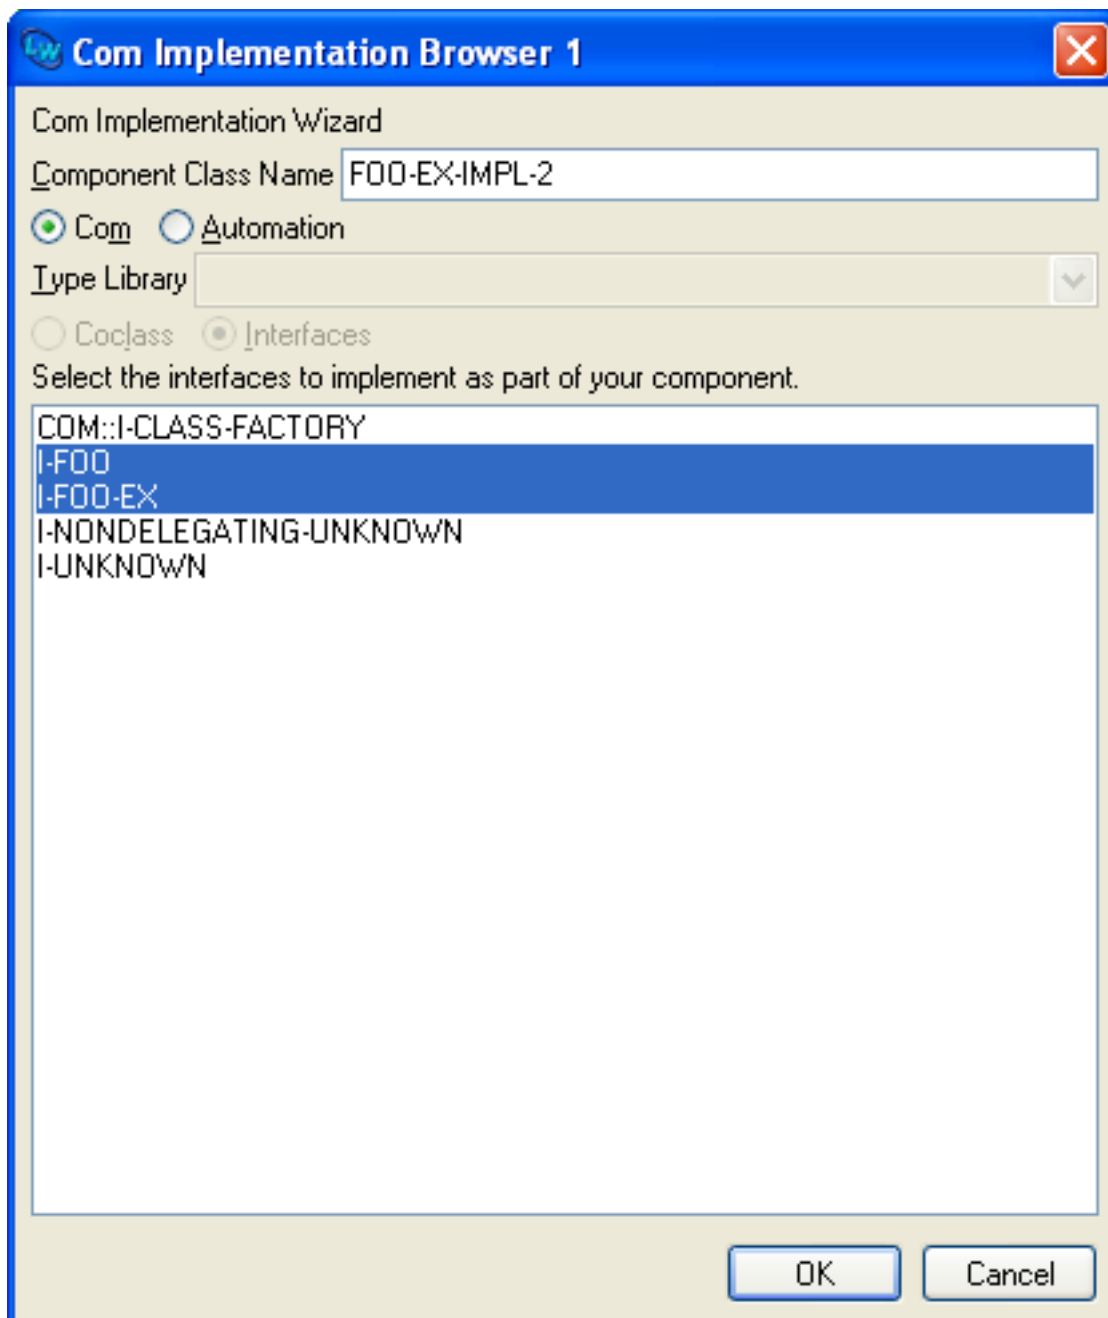 LW Com Implementation Browser 1
Com Implementation Wizard
Component Class Name FOO-EX-IMPL-2
Com Automation
Type Library
Coclass Interfaces
Select the interfaces to implement as part of your component.
COM::I-CLASS-FACTORY
I-FOO
I-FOO-EX
I-NONDELEGATING-UNKNOWN
I-UNKNOWN
OK Cancel